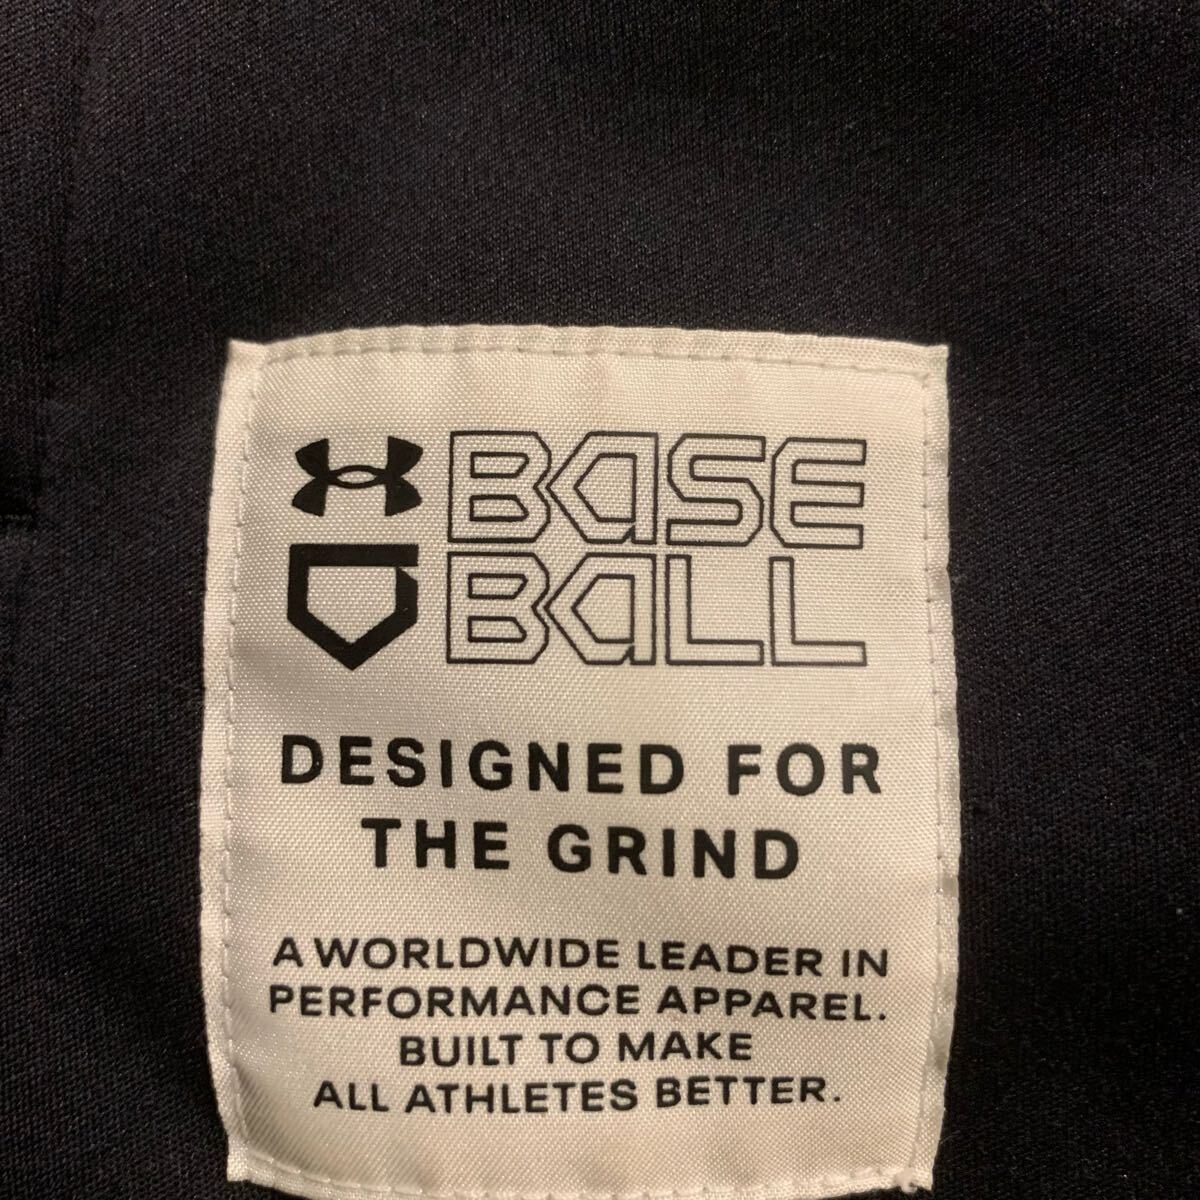 BASE
BALL
DESIGNED FOR
THE GRIND
A WORLDWIDE LEADER IN
PERFORMANCE APPAREL.
BUILT TO MAKE
ALL ATHLETES BETTER.